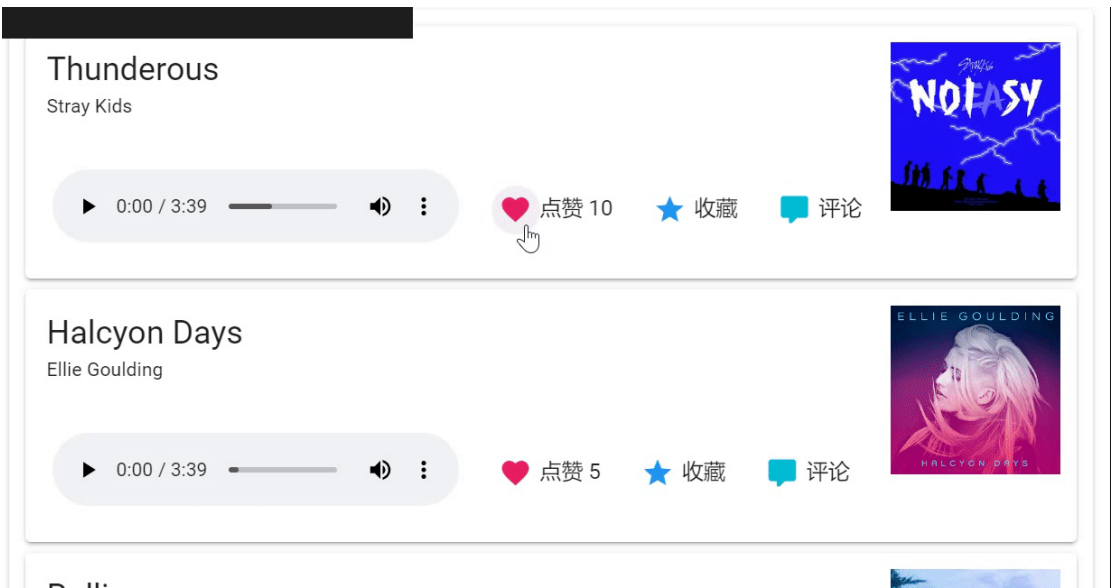 Thunderous
Stray Kids
0:00 / 3:39
点赞 10
收藏
评论
Stray Kids
NOEASY
Halcyon Days
Ellie Goulding
0:00 / 3:39
点赞 5
收藏
评论
ELLIE GOULDING
HALCYON DAYS